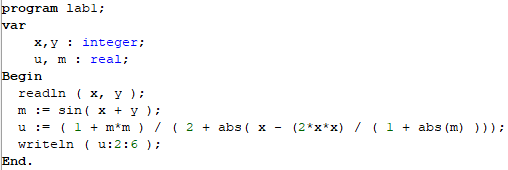 program lab1;
var
    x,y : integer;
    u, m : real;
Begin
  readln ( x, y );
  m := sin( x + y );
  u := ( 1 + m*m ) / ( 2 + abs( x - (2*x*x) / ( 1 + abs(m) )));
  writeln ( u:2:6 );
End.